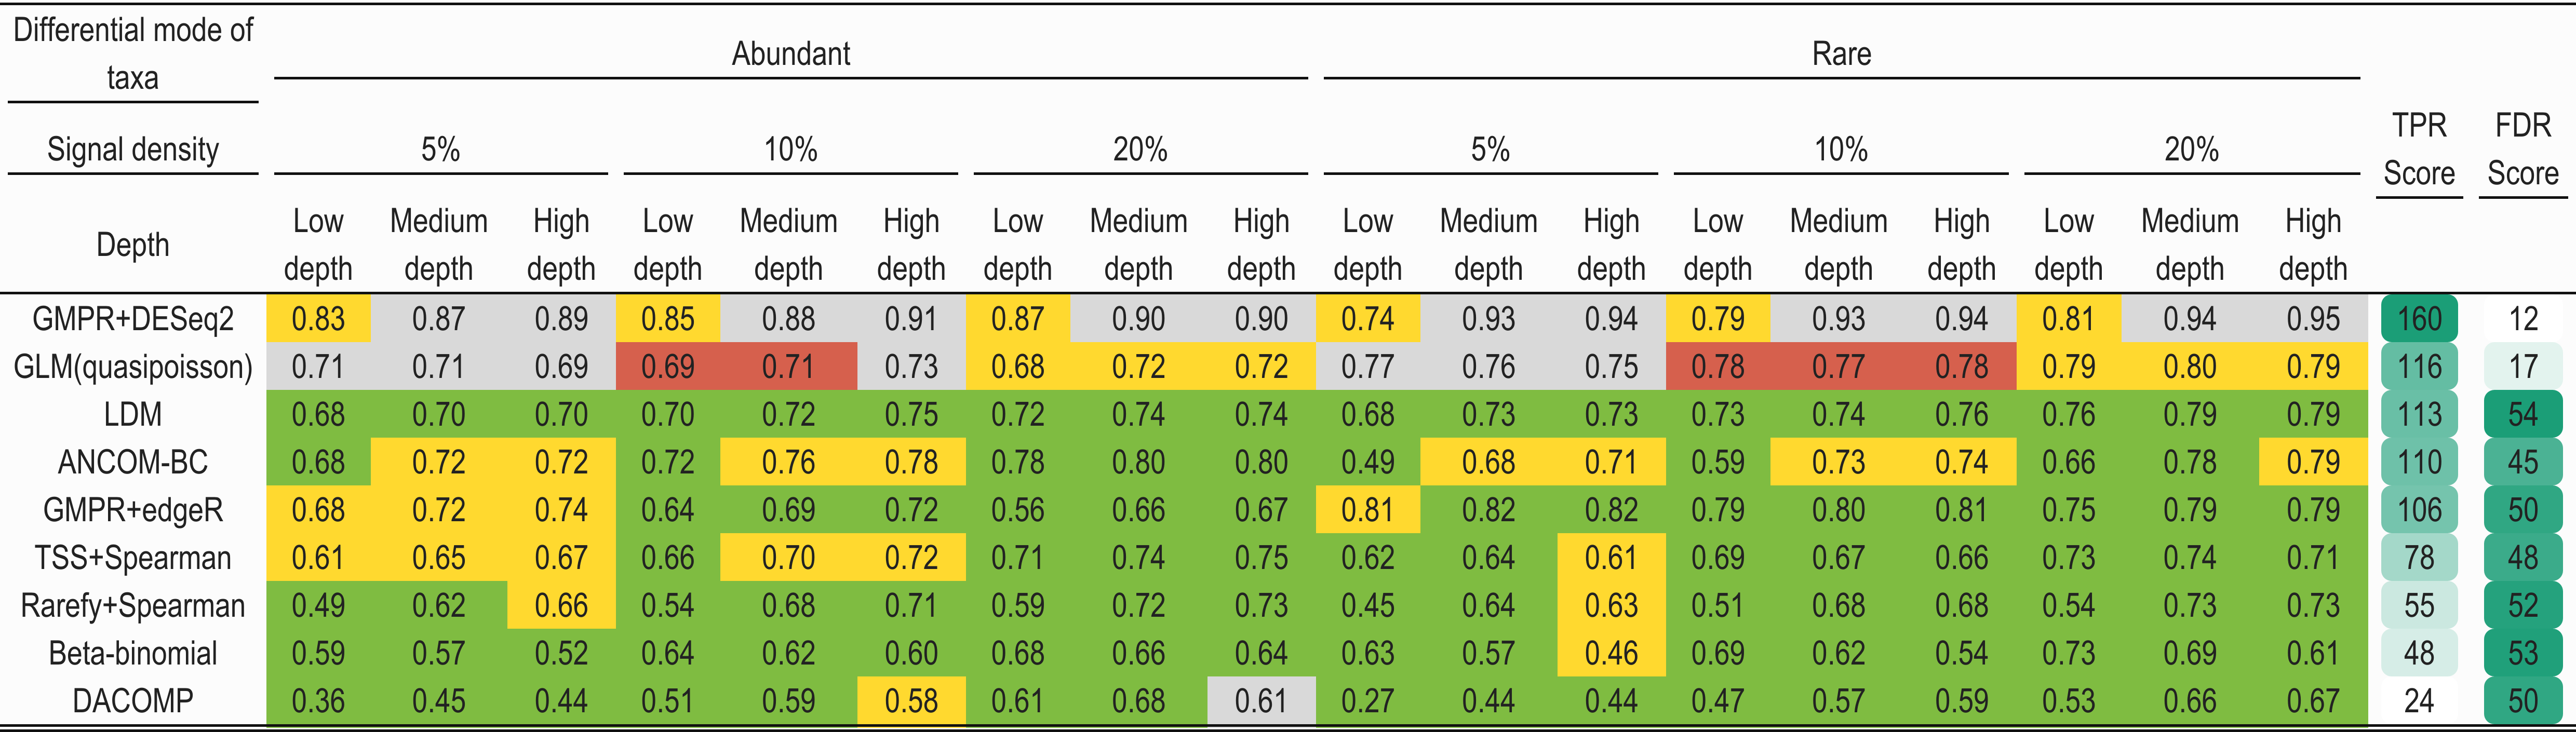 Differential mode of
taxa
Abundant
Rare
TPR
Score
FDR
Score
Signal density
5%
10%
20%
5%
10%
20%
Depth
Low depth Medium depth High depth Low depth Medium depth High depth Low depth Medium depth High depth Low depth Medium depth High depth Low depth Medium depth High depth Low depth Medium depth High depth
GMPR+DESeq2 0.83 0.87 0.89 0.85 0.88 0.91 0.87 0.90 0.90 0.74 0.93 0.94 0.79 0.93 0.94 0.81 0.94 0.95 160 12
GLM(quasipoisson) 0.71 0.71 0.69 0.69 0.71 0.73 0.68 0.72 0.72 0.77 0.76 0.75 0.78 0.77 0.78 0.79 0.80 0.79 116 17
LDM 0.68 0.70 0.70 0.70 0.72 0.75 0.72 0.74 0.74 0.68 0.73 0.73 0.73 0.74 0.76 0.76 0.79 0.79 113 54
ANCOM-BC 0.68 0.72 0.72 0.72 0.76 0.78 0.78 0.80 0.80 0.49 0.68 0.71 0.59 0.73 0.74 0.66 0.78 0.79 110 45
GMPR+edgeR 0.68 0.72 0.74 0.64 0.69 0.72 0.56 0.66 0.67 0.81 0.82 0.82 0.79 0.80 0.81 0.75 0.79 0.79 106 50
TSS+Spearman 0.61 0.65 0.67 0.66 0.70 0.72 0.71 0.74 0.75 0.62 0.64 0.61 0.69 0.67 0.66 0.73 0.74 0.71 78 48
Rarefy+Spearman 0.49 0.62 0.66 0.54 0.68 0.71 0.59 0.72 0.73 0.45 0.64 0.63 0.51 0.68 0.68 0.54 0.73 0.73 55 52
Beta-binomial 0.59 0.57 0.52 0.64 0.62 0.60 0.68 0.66 0.64 0.63 0.57 0.46 0.69 0.62 0.54 0.73 0.69 0.61 48 53
DACOMP 0.36 0.45 0.44 0.51 0.59 0.58 0.61 0.68 0.61 0.27 0.44 0.44 0.47 0.57 0.59 0.53 0.66 0.67 24 50